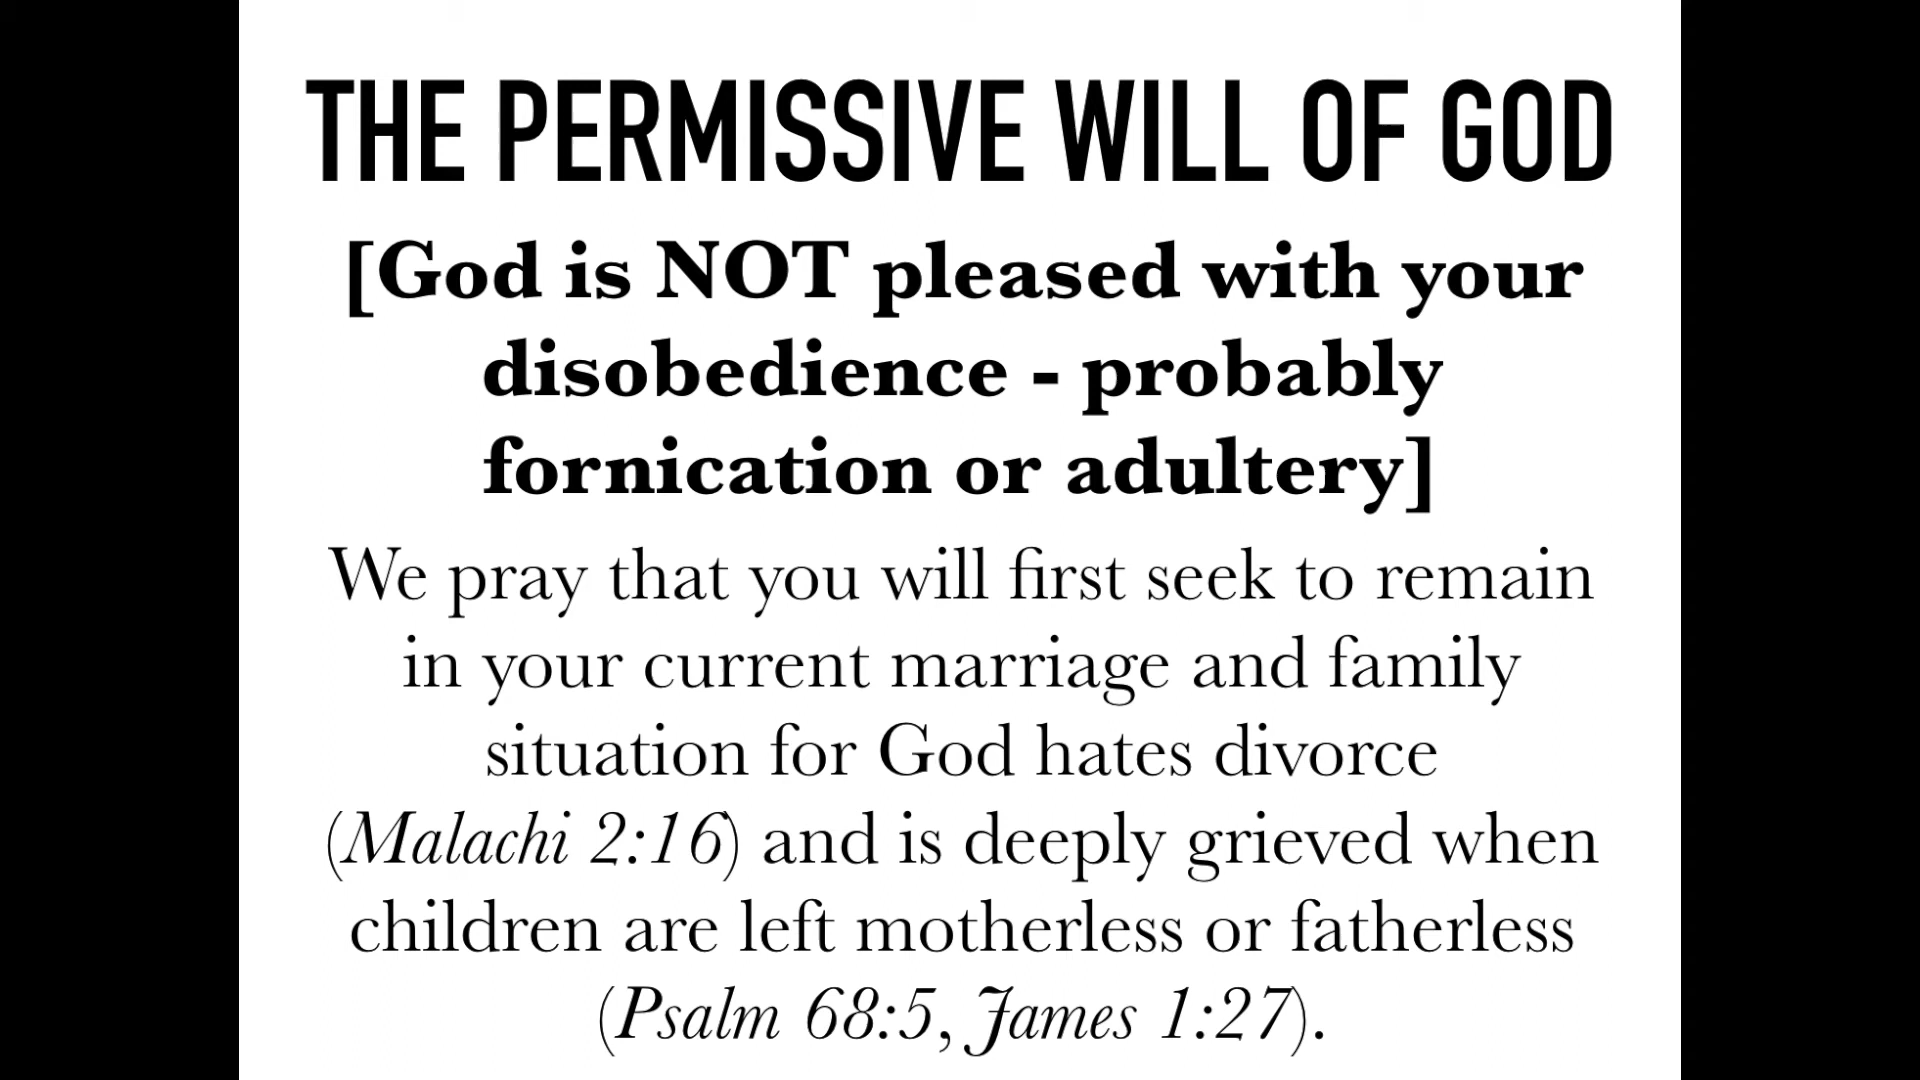 THE PERMISSIVE WILL OF GOD
[God is NOT pleased with your
disobedience - probably
fornication or adultery]
We pray that you will first seek to remain
in your current marriage and family
situation for God hates divorce
(Malachi 2:16) and is deeply grieved when
children are left motherless or fatherless
(Psalm 68:5, James 1:27).